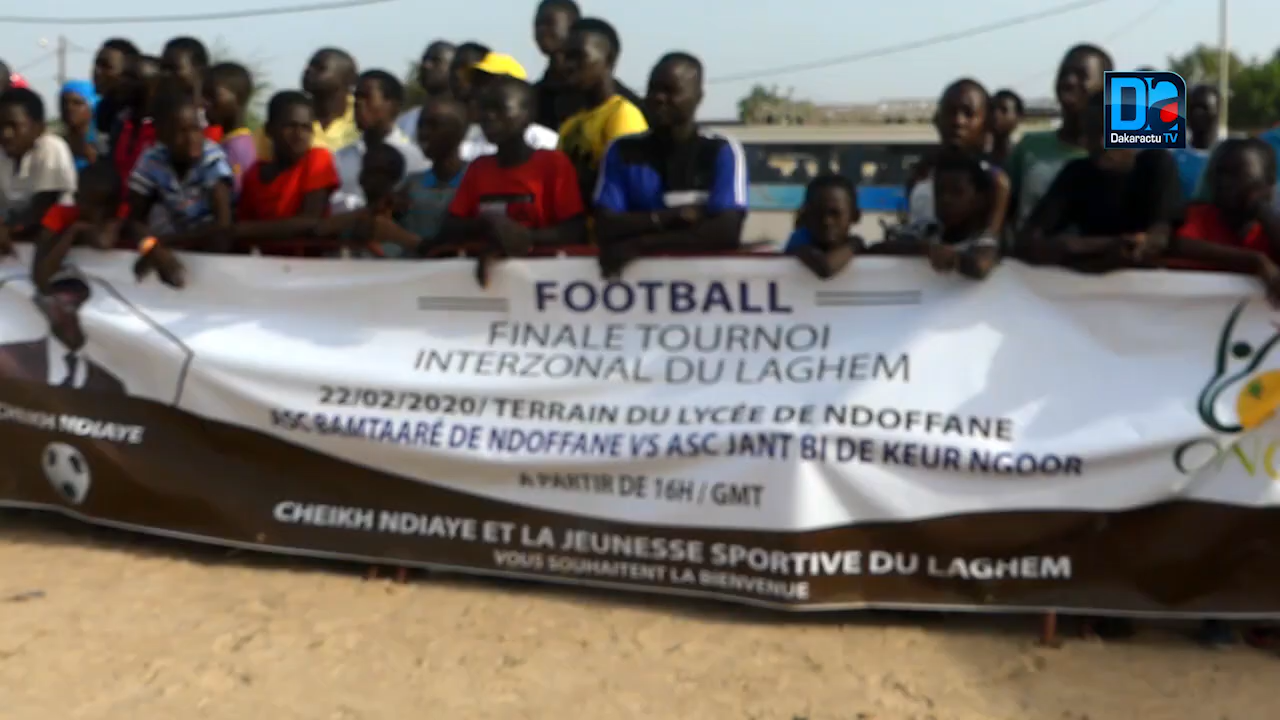 Dakaractu TV
FOOTBALL
FINALE TOURNOI
INTERZONAL DU LAGHEM
22/02/2020/ TERRAIN DU LYCÉE DE NDOFFANE
ASC BAMTAARÉ DE NDOFFANE VS ASC JANT BI DE KEUR NGOOR
A PARTIR DE 16H / GMT
CHEIKH NDIAYE
CHEIKH NDIAYE ET LA JEUNESSE SPORTIVE DU LAGHEM
VOUS SOUHAITENT LA BIENVENUE